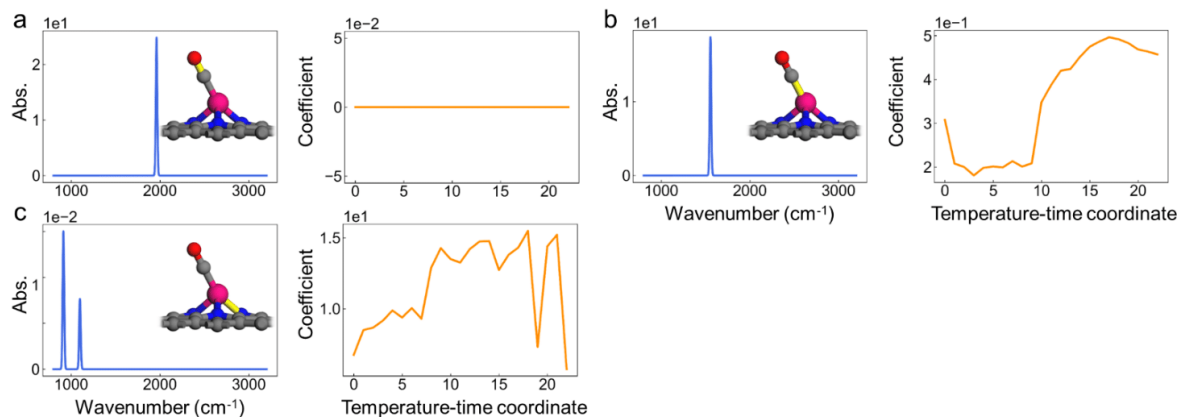 a
1e1
2
1
0
Abs.
1000 2000 3000
5e−2
5
0
−5
Coefficient
0 5 10 15 20
b
1e1
1
0
Abs.
1000 2000 3000
Wavenumber (cm⁻¹)
5e−1
4
3
2
Coefficient
0 5 10 15 20
Temperature-time coordinate
c
1e−2
1
0
Abs.
1000 2000 3000
Wavenumber (cm⁻¹)
1e1
1.5
1.0
Coefficient
0 5 10 15 20
Temperature-time coordinate